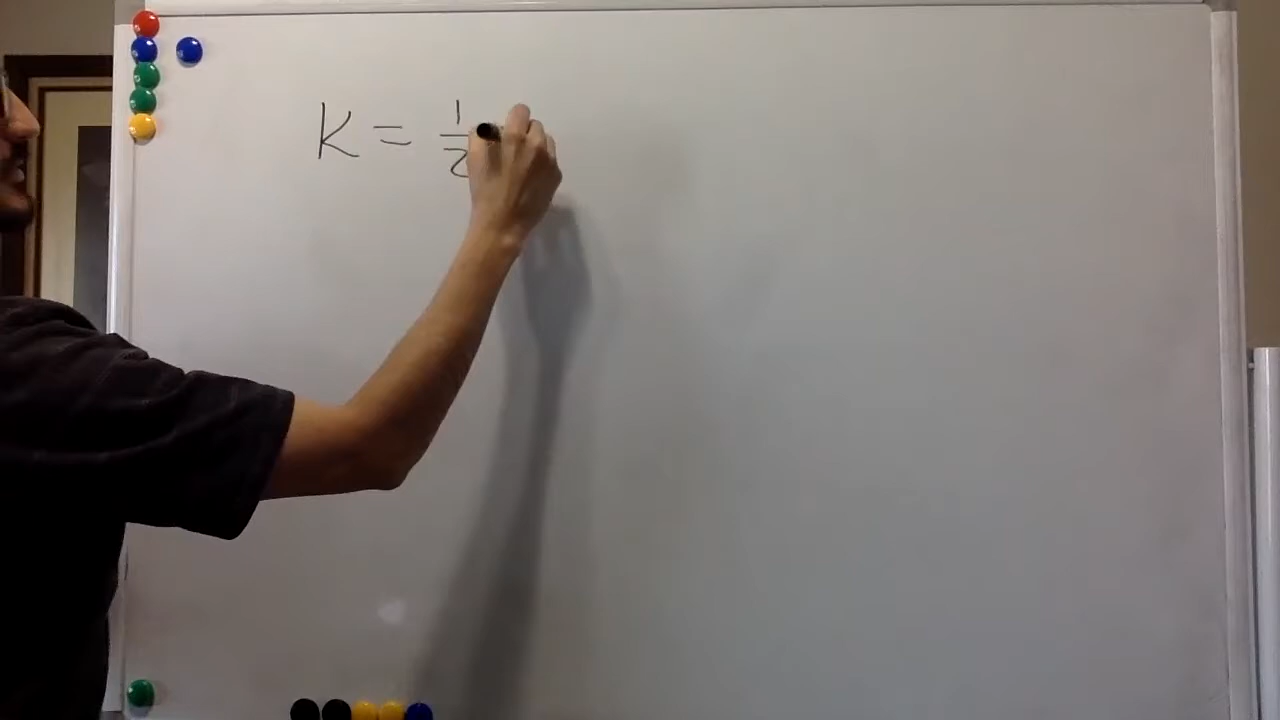 K = 1/2